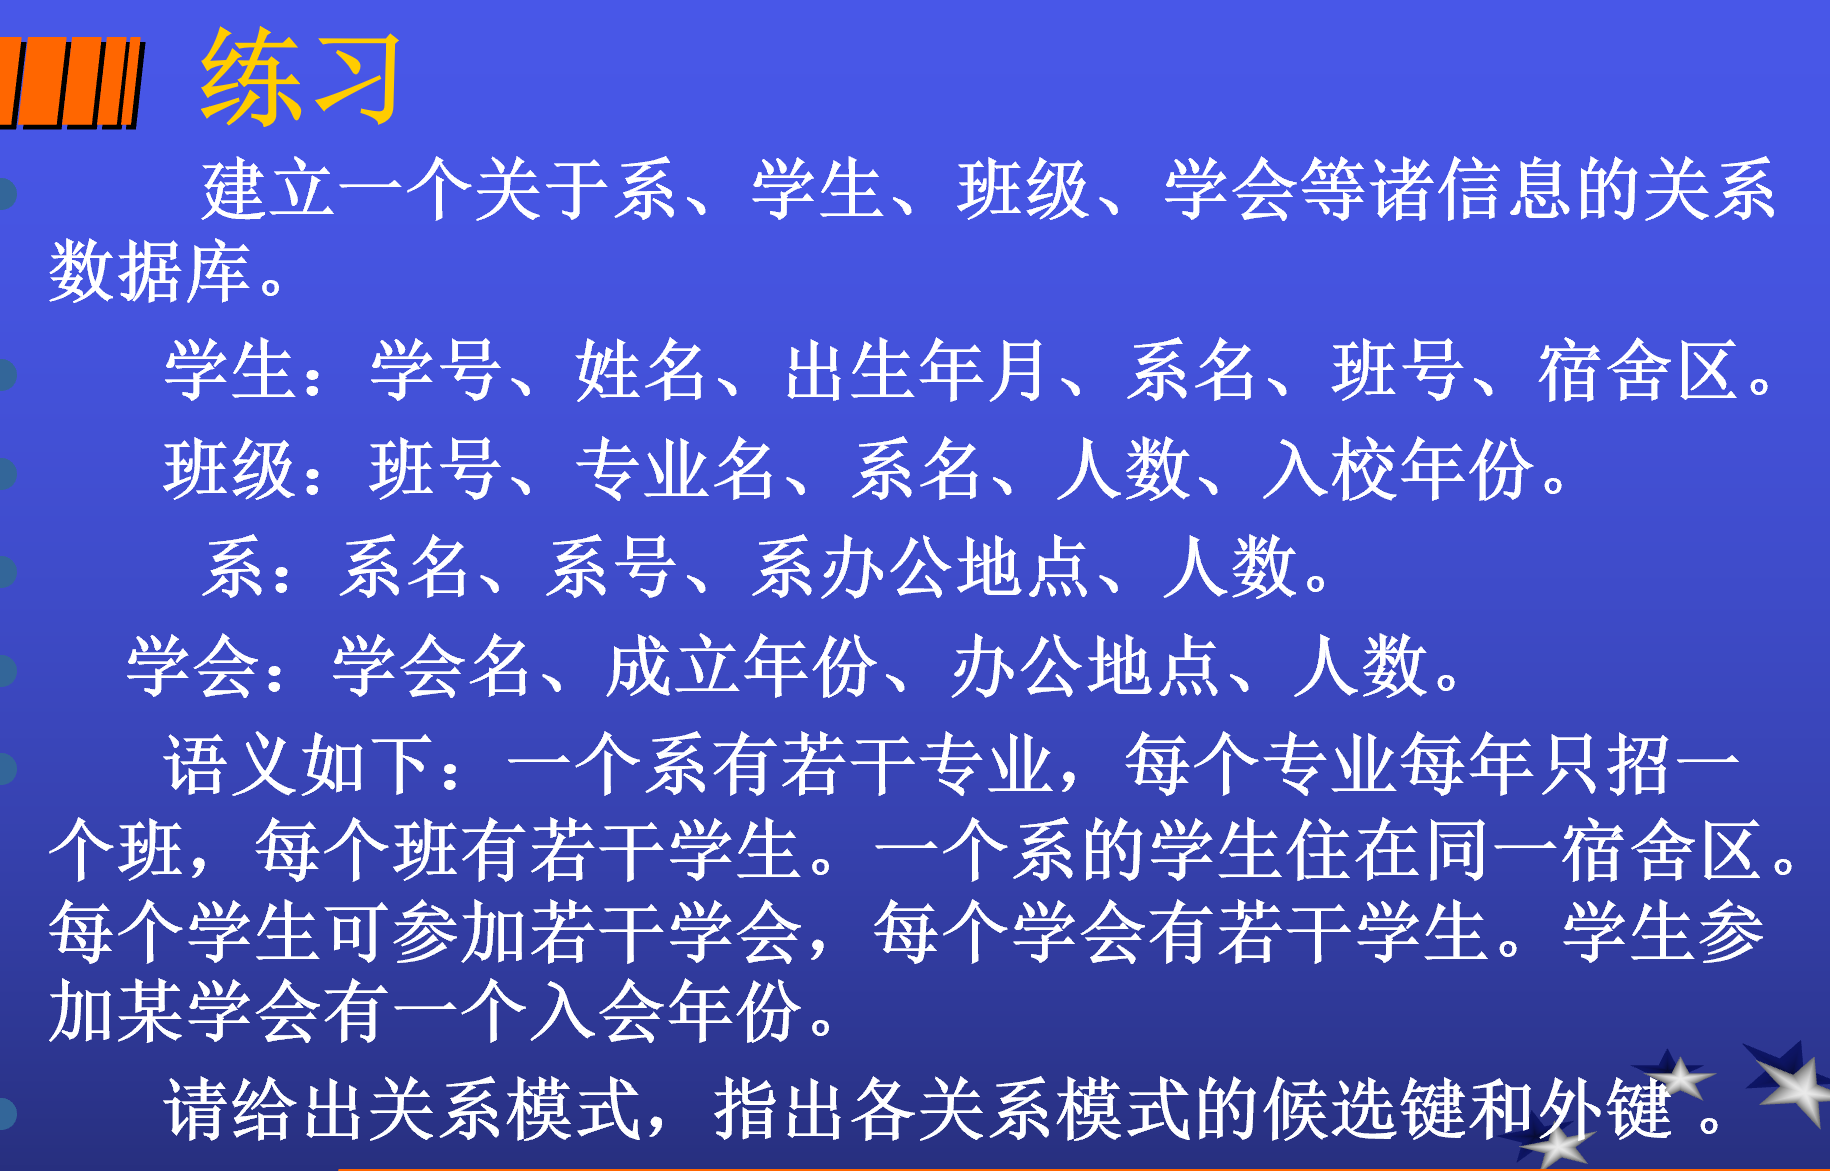 练习
建立一个关于系、学生、班级、学会等诸信息的关系
数据库。
学生：学号、姓名、出生年月、系名、班号、宿舍区。
班级：班号、专业名、系名、人数、入校年份。
系：系名、系号、系办公地点、人数。
学会：学会名、成立年份、办公地点、人数。
语义如下：一个系有若干专业，每个专业每年只招一
个班，每个班有若干学生。一个系的学生住在同一宿舍区。
每个学生可参加若干学会，每个学会有若干学生。学生参
加某学会有一个入会年份。
请给出关系模式，指出各关系模式的候选键和外键 。